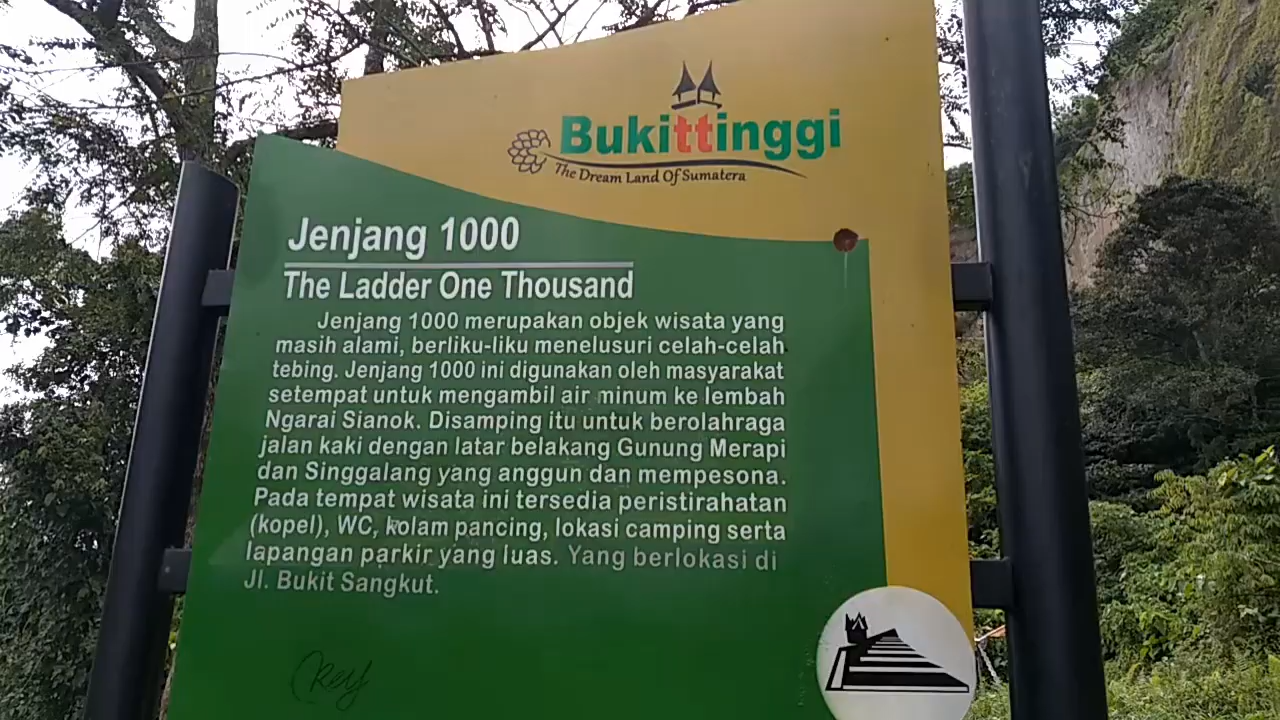 Bukittinggi
The Dream Land Of Sumatera
Jenjang 1000
The Ladder One Thousand
Jenjang 1000 merupakan objek wisata yang
masih alami, berliku-liku menelusuri celah-celah
tebing. Jenjang 1000 ini digunakan oleh masyarakat
setempat untuk mengambil air minum ke lembah
Ngarai Sianok. Disamping itu untuk berolahraga
jalan kaki dengan latar belakang Gunung Merapi
dan Singgalang yang anggun dan mempesona.
Pada tempat wisata ini tersedia peristirahatan
(kopel), WC, kolam pancing, lokasi camping serta
lapangan parkir yang luas. Yang berlokasi di
Jl. Bukit Sangkut.
Rey